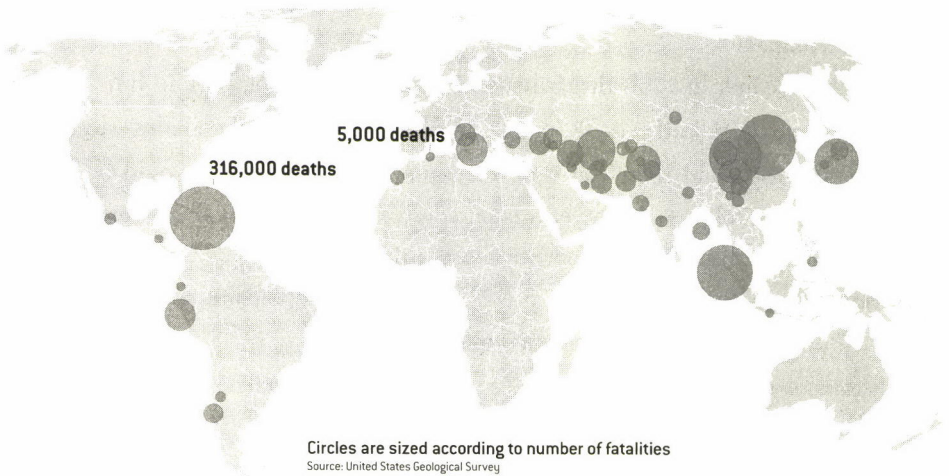 5,000 deaths
316,000 deaths
Circles are sized according to number of fatalities
Source: United States Geological Survey